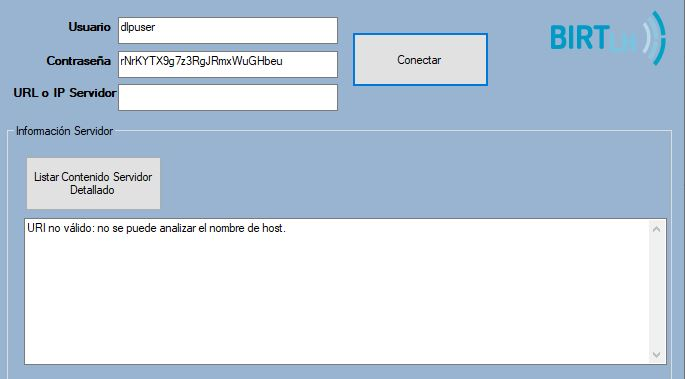 Usuario dlpuser
Contraseña rNrKYTX9g7z3RgJRmxWuGHbeu
URL o IP Servidor
Conectar
BIRT LH
Información Servidor
Listar Contenido Servidor
Detallado
URI no válido: no se puede analizar el nombre de host.